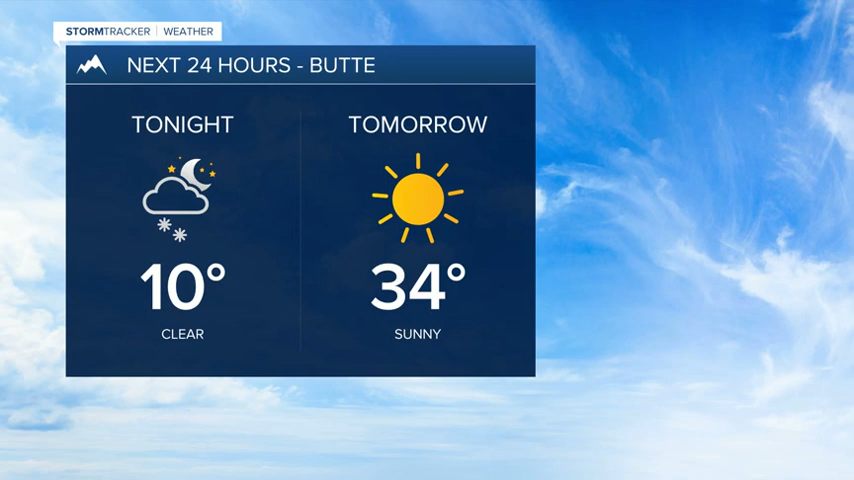 STORMTRACKER | WEATHER
NEXT 24 HOURS - BUTTE
TONIGHT
TOMORROW
10°
34°
CLEAR
SUNNY